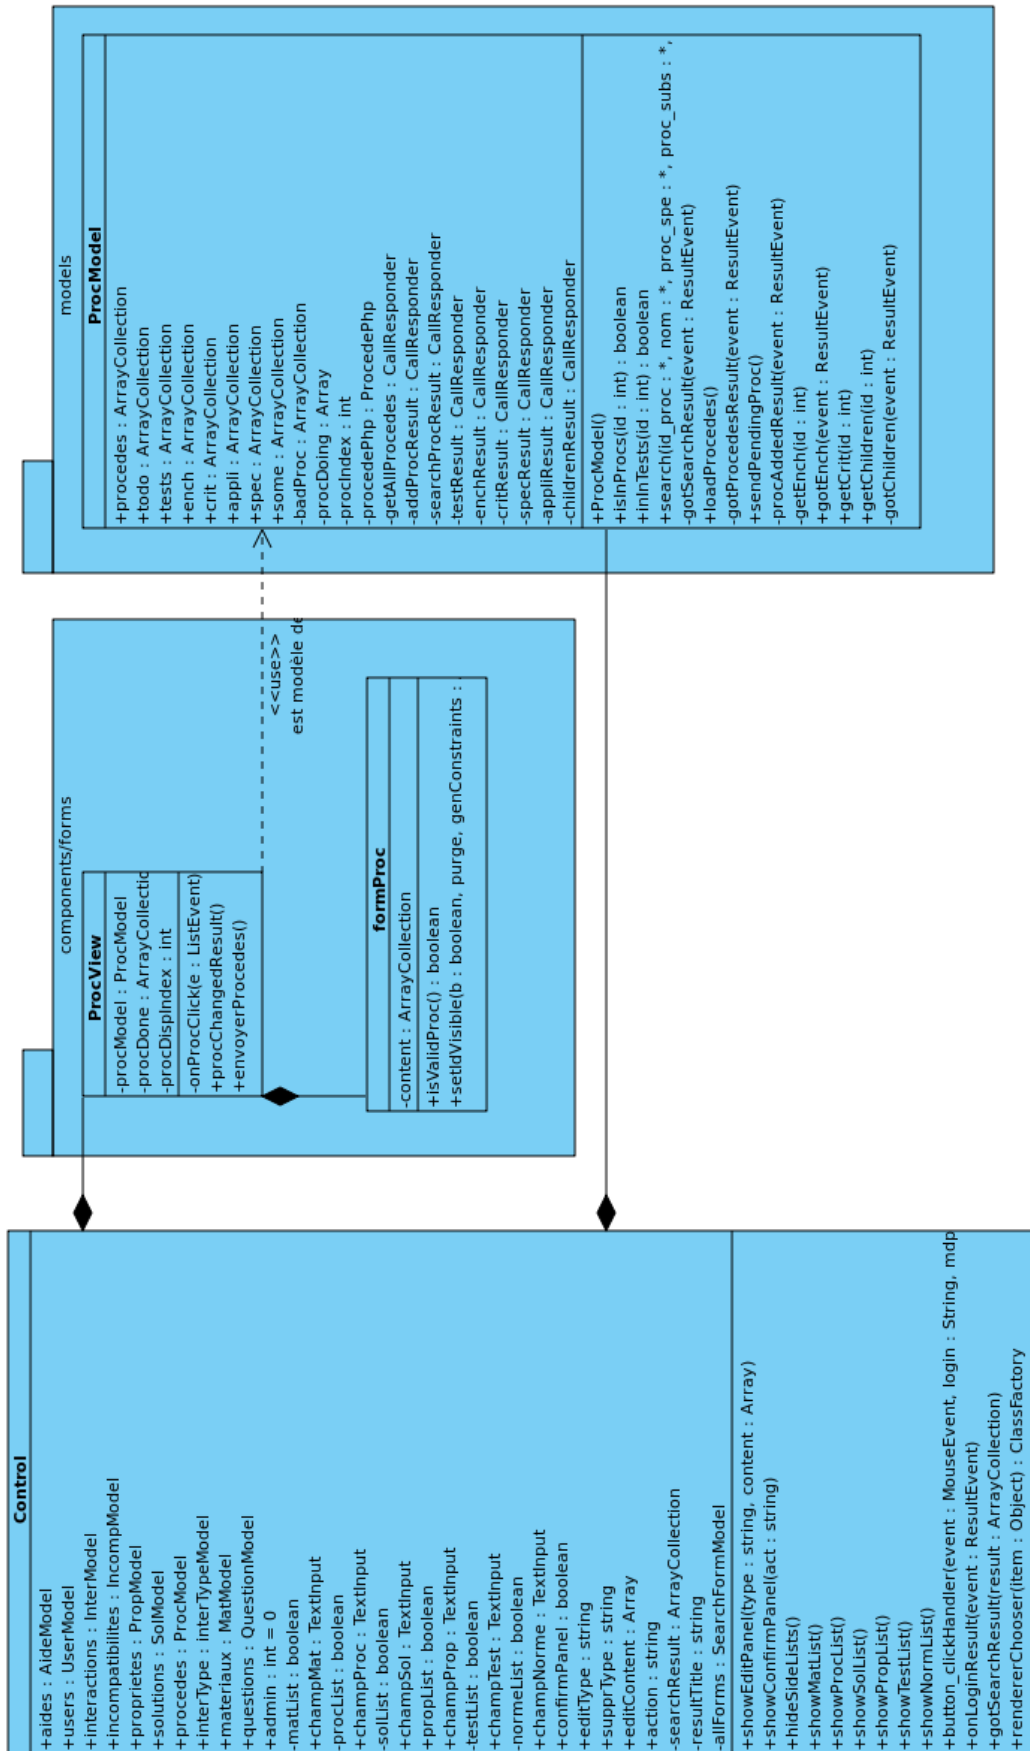 models
ProcModel
+procedes : ArrayCollection
+todo : ArrayCollection
+tests : ArrayCollection
+ench : ArrayCollection
+crit : ArrayCollection
+appli : ArrayCollection
+spec : ArrayCollection
+some : ArrayCollection
-badProc : ArrayCollection
-procDoing : Array
-procIndex : int
-procedePhp : ProcedePhp
-getAllProcedes : CallResponder
-addProcResult : CallResponder
-searchProcResult : CallResponder
-testResult : CallResponder
-enchResult : CallResponder
-critResult : CallResponder
-specResult : CallResponder
-appliResult : CallResponder
-childrenResult : CallResponder
+ProcModel()
+isInProcs(id : int) : boolean
+inInTests(id : int) : boolean
+search(id_proc : *, nom : *, proc_spe : *, proc_subs : *,
-gotSearchResult(event : ResultEvent)
+loadProcedes()
-gotProcedesResult(event : ResultEvent)
+sendPendingProc()
-procAddedResult(event : ResultEvent)
-getEnch(id : int)
+gotEnch(event : ResultEvent)
+getCrit(id : int)
+getChildren(id : int)
-gotChildren(event : ResultEvent)
components/forms
ProcView
-procModel : ProcModel
-procDone : ArrayCollectio
-procDispIndex : int
-onProcClick(e : ListEvent)
+procChangedResult()
+envoyerProcedes()
<<use>>
est modèle de
formProc
-content : ArrayCollection
+isValidProc() : boolean
+setIdVisible(b : boolean, purge, genConstraints :
Control
+aides : AideModel
+users : UserModel
+interactions : InterModel
+incompatibilites : IncompModel
+proprietes : PropModel
+solutions : SolModel
+procedes : ProcModel
+interType : interTypeModel
+materiaux : MatModel
+questions : QuestionModel
+admin : int = 0
-matList : boolean
+champMat : TextInput
-procList : boolean
+champProc : TextInput
-solList : boolean
+champSol : TextInput
+propList : boolean
+champProp : TextInput
-testList : boolean
+champTest : TextInput
-normeList : boolean
+champNorme : TextInput
+confirmPanel : boolean
+editType : string
+supprType : string
+editContent : Array
+action : string
-searchResult : ArrayCollection
-resultTitle : string
-allForms : SearchFormModel
+showEditPanel(type : string, content : Array)
+showConfirmPanel(act : string)
+hideSideLists()
+showMatList()
+showProcList()
+showSolList()
+showPropList()
+showTestList()
+showNormList()
+button_clickHandler(event : MouseEvent, login : String, mdp
+onLoginResult(event : ResultEvent)
+gotSearchResult(result : ArrayCollection)
+rendererChooser(item : Object) : ClassFactory